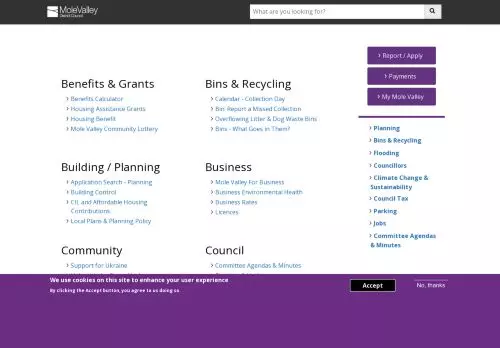 MoleValley
District Council
What are you looking for?
Benefits & Grants
Benefits Calculator
Housing Assistance Grants
Housing Benefit
Mole Valley Community Lottery
Bins & Recycling
Calendar - Collection Day
Bin: Report a Missed Collection
Overflowing Litter & Dog Waste Bins
Bins - What Goes in Them?
Building / Planning
Application Search - Planning
Building Control
CIL and Affordable Housing
Contributions
Local Plans & Planning Policy
Business
Mole Valley For Business
Business Environmental Health
Business Rates
Licences
Community
Support for Ukraine
Council
Committee Agendas & Minutes
Report / Apply
Payments
My Mole Valley
Planning
Bins & Recycling
Flooding
Councillors
Climate Change &
Sustainability
Council Tax
Parking
Jobs
Committee Agendas
& Minutes
We use cookies on this site to enhance your user experience
By clicking the Accept button, you agree to us doing so.
Accept
No, thanks